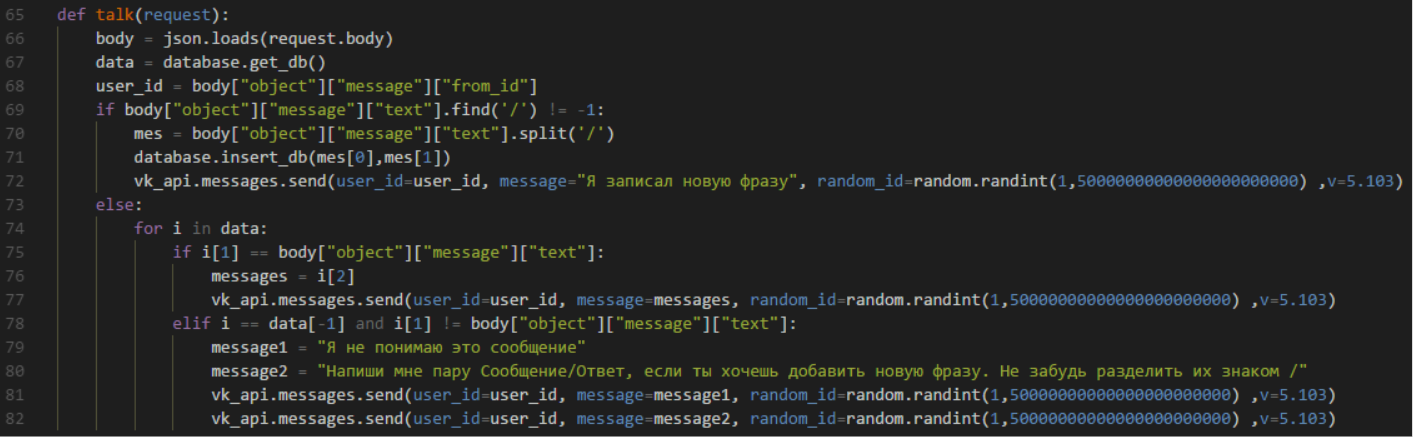 65 def talk(request):
66 body = json.loads(request.body)
67 data = database.get_db()
68 user_id = body["object"]["message"]["from_id"]
69 if body["object"]["message"]["text"].find('/') != -1:
70 mes = body["object"]["message"]["text"].split('/')
71 database.insert_db(mes[0],mes[1])
72 vk_api.messages.send(user_id=user_id, message="Я записал новую фразу", random_id=random.randint(1,50000000000000000000000) ,v=5.103)
73 else:
74 for i in data:
75 if i[1] == body["object"]["message"]["text"]:
76 messages = i[2]
77 vk_api.messages.send(user_id=user_id, message=messages, random_id=random.randint(1,50000000000000000000000) ,v=5.103)
78 elif i == data[-1] and i[1] != body["object"]["message"]["text"]:
79 message1 = "Я не понимаю это сообщение"
80 message2 = "Напиши мне пару Сообщение/Ответ, если ты хочешь добавить новую фразу. Не забудь разделить их знаком /"
81 vk_api.messages.send(user_id=user_id, message=message1, random_id=random.randint(1,50000000000000000000000) ,v=5.103)
82 vk_api.messages.send(user_id=user_id, message=message2, random_id=random.randint(1,50000000000000000000000) ,v=5.103)